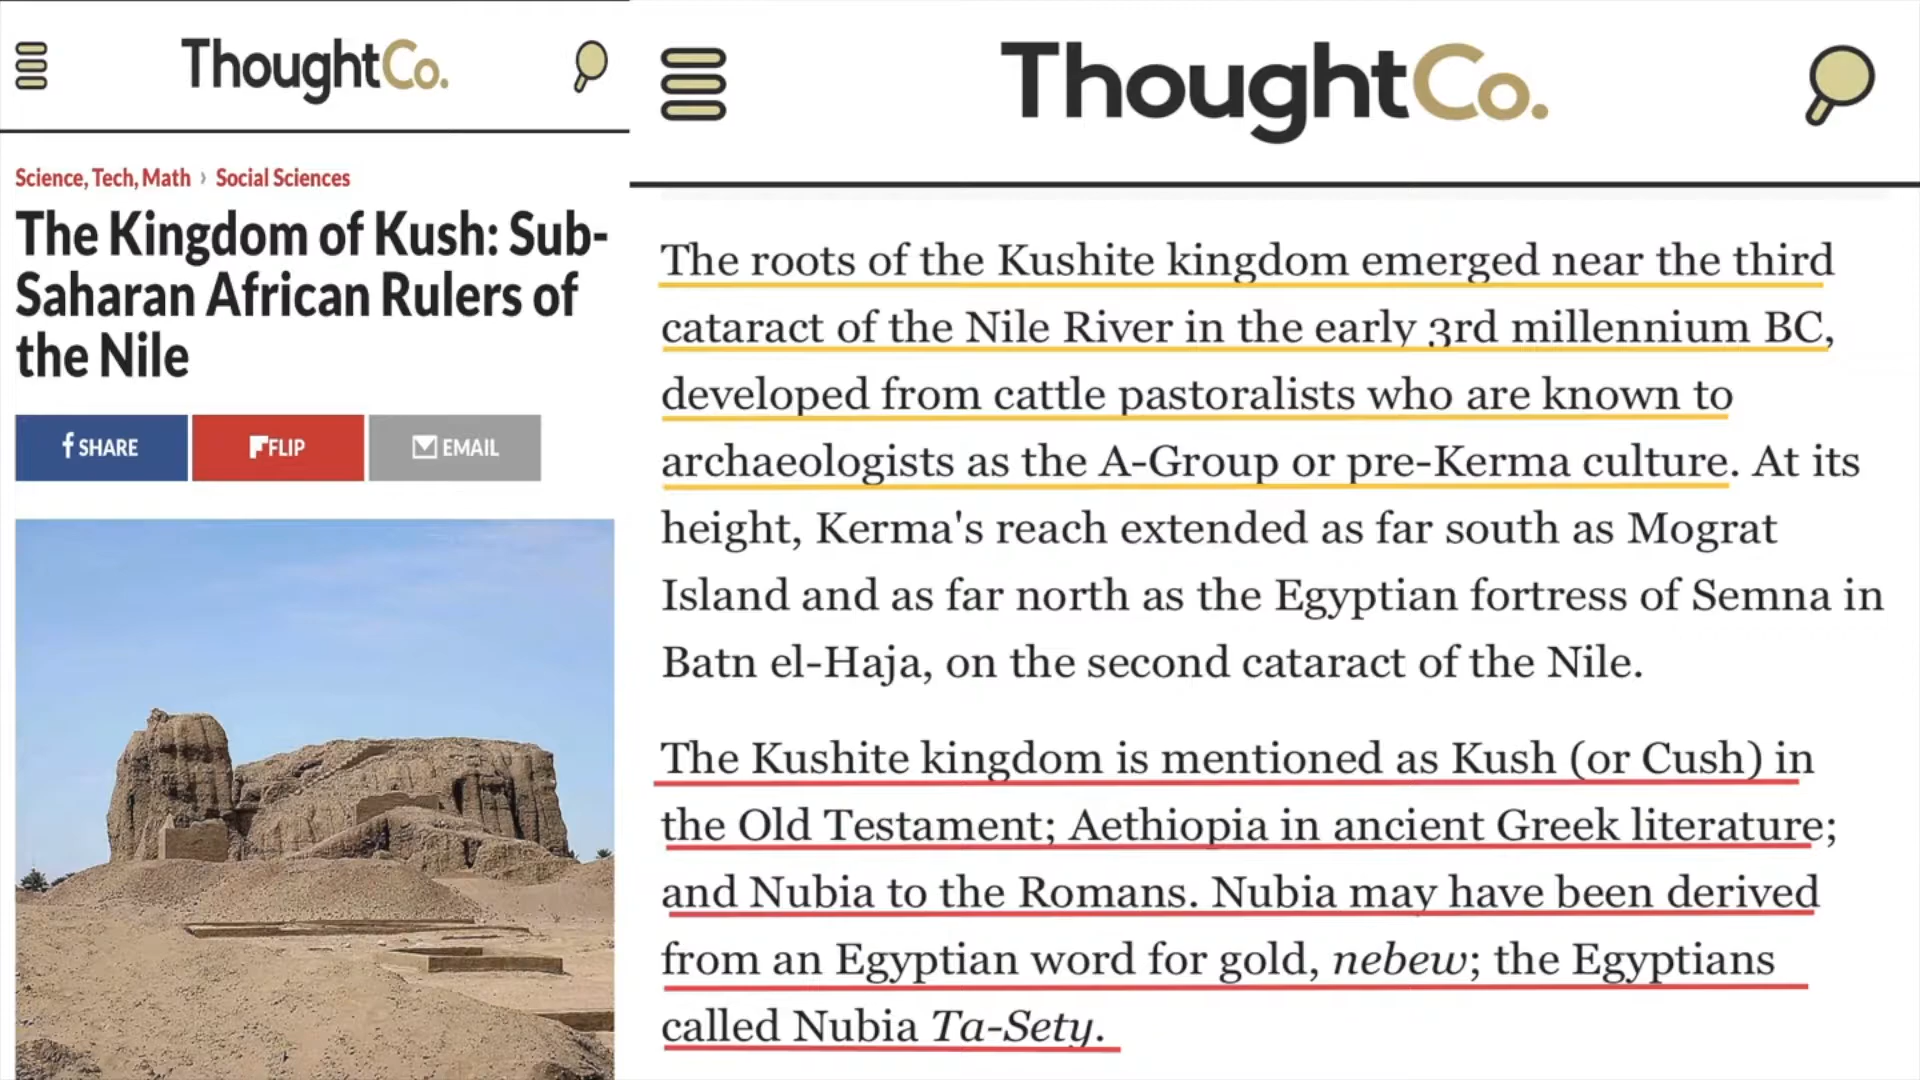 ThoughtCo.
Science, Tech, Math › Social Sciences
The Kingdom of Kush: Sub-
Saharan African Rulers of
the Nile
f SHARE
FLIP
EMAIL
ThoughtCo.
The roots of the Kushite kingdom emerged near the third
cataract of the Nile River in the early 3rd millennium BC,
developed from cattle pastoralists who are known to
archaeologists as the A-Group or pre-Kerma culture. At its
height, Kerma's reach extended as far south as Mograt
Island and as far north as the Egyptian fortress of Semna in
Batn el-Haja, on the second cataract of the Nile.
The Kushite kingdom is mentioned as Kush (or Cush) in
the Old Testament; Aethiopia in ancient Greek literature;
and Nubia to the Romans. Nubia may have been derived
from an Egyptian word for gold, nebew; the Egyptians
called Nubia Ta-Sety.